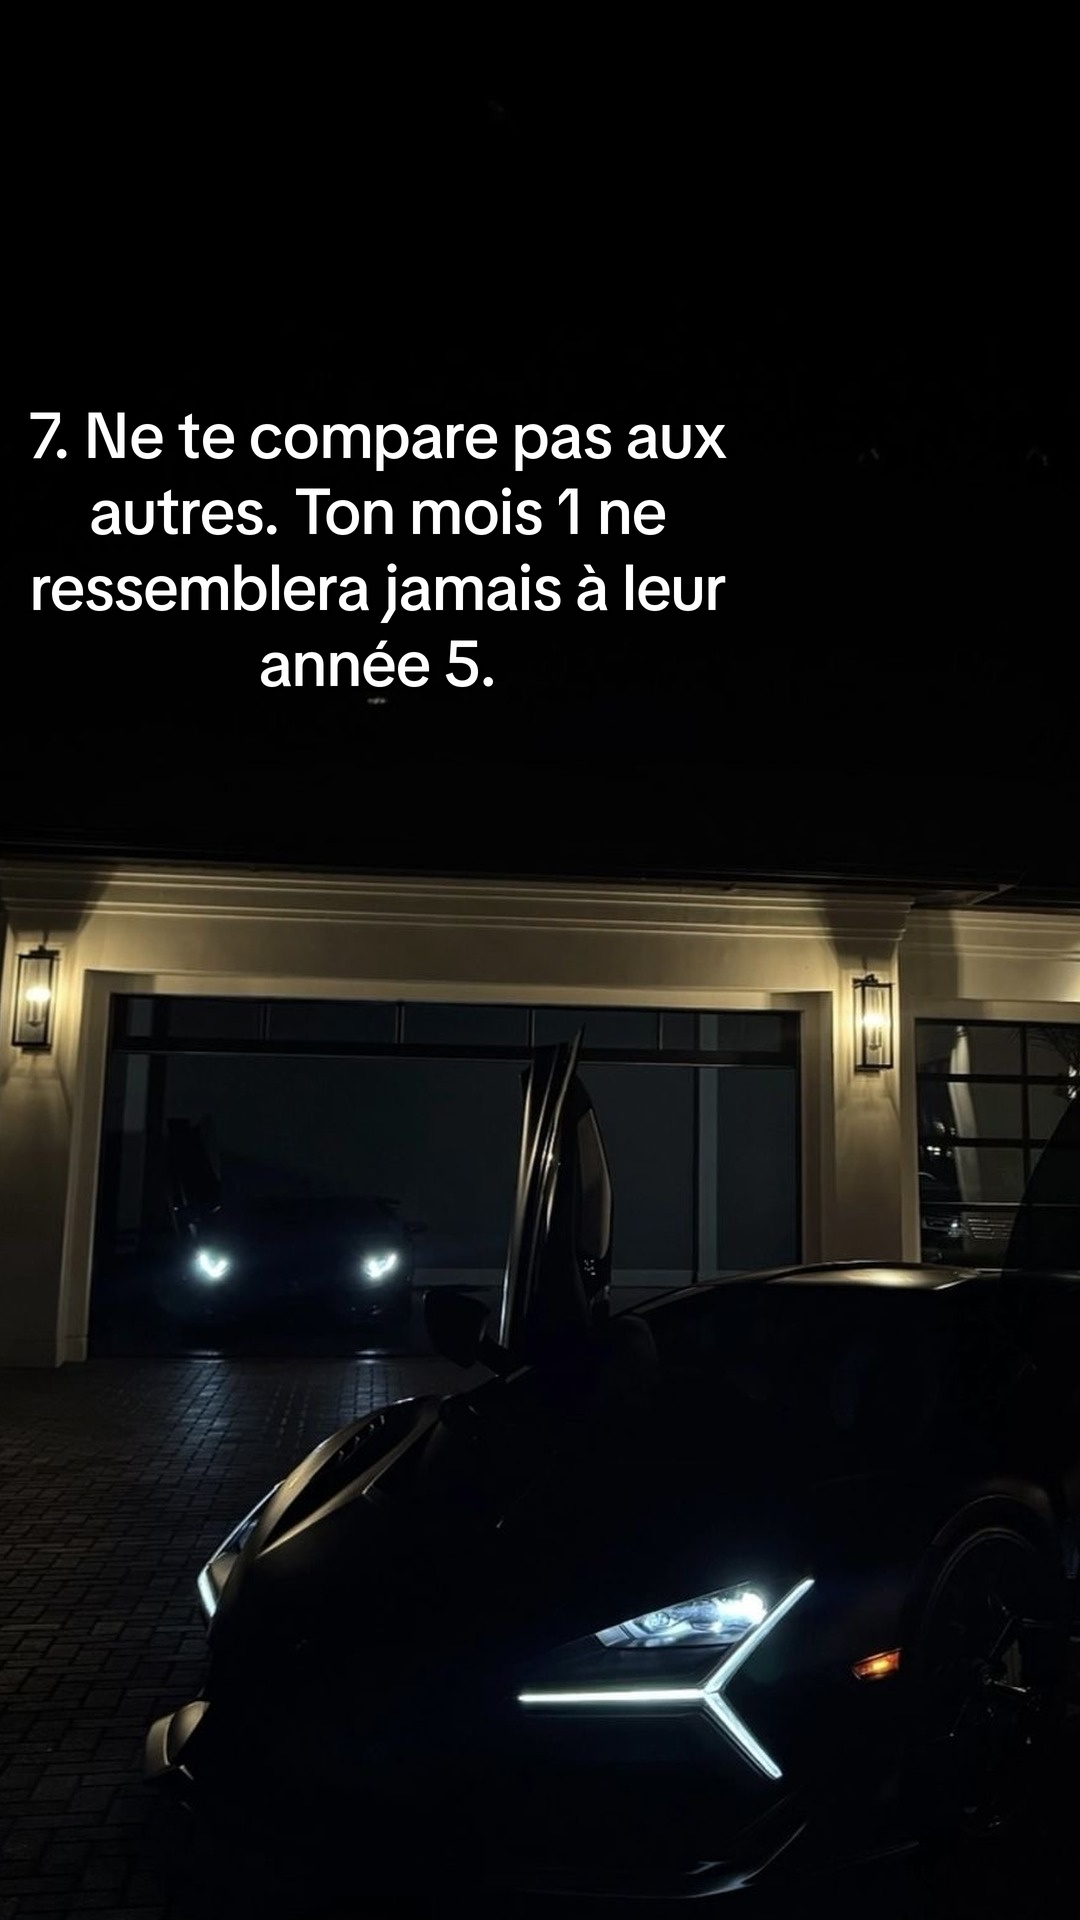 7. Ne te compare pas aux
autres. Ton mois 1 ne
ressemblera jamais à leur
année 5.